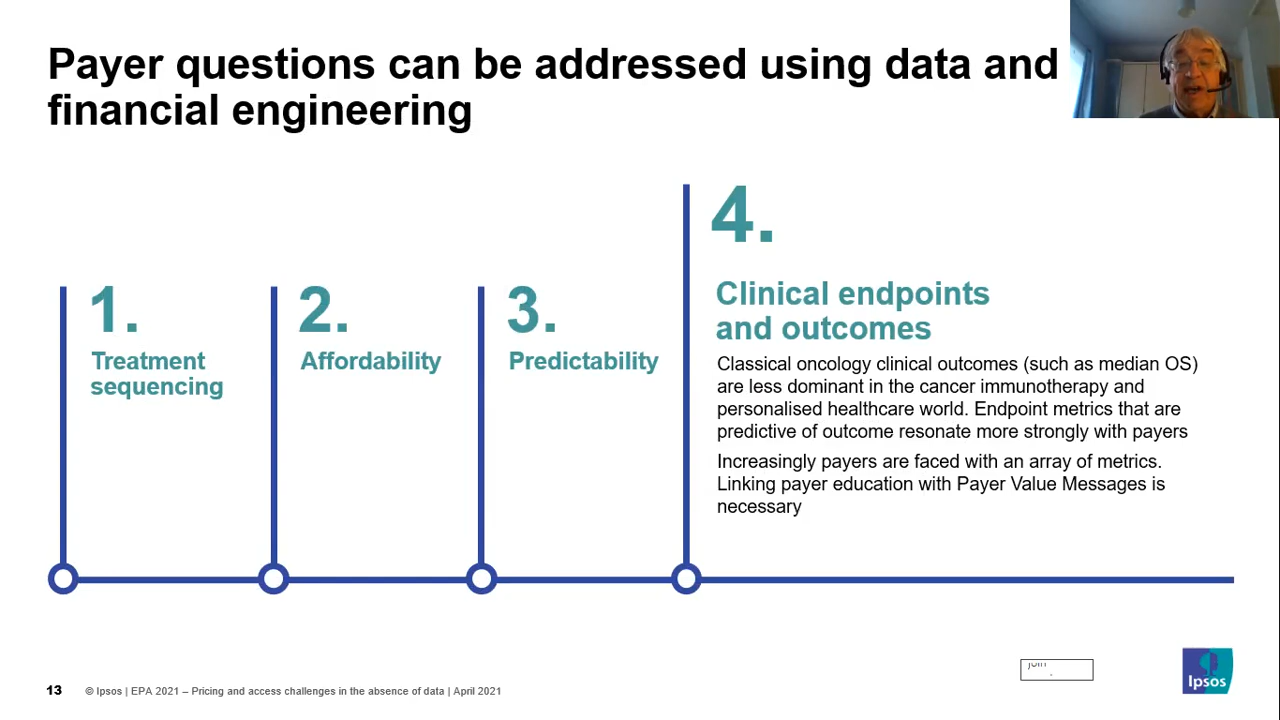 Payer questions can be addressed using data and
financial engineering
1.
Treatment
sequencing
2.
Affordability
3.
Predictability
4.
Clinical endpoints
and outcomes
Classical oncology clinical outcomes (such as median OS)
are less dominant in the cancer immunotherapy and
personalised healthcare world. Endpoint metrics that are
predictive of outcome resonate more strongly with payers
Increasingly payers are faced with an array of metrics.
Linking payer education with Payer Value Messages is
necessary
13 © Ipsos | EPA 2021 – Pricing and access challenges in the absence of data | April 2021
Ipsos